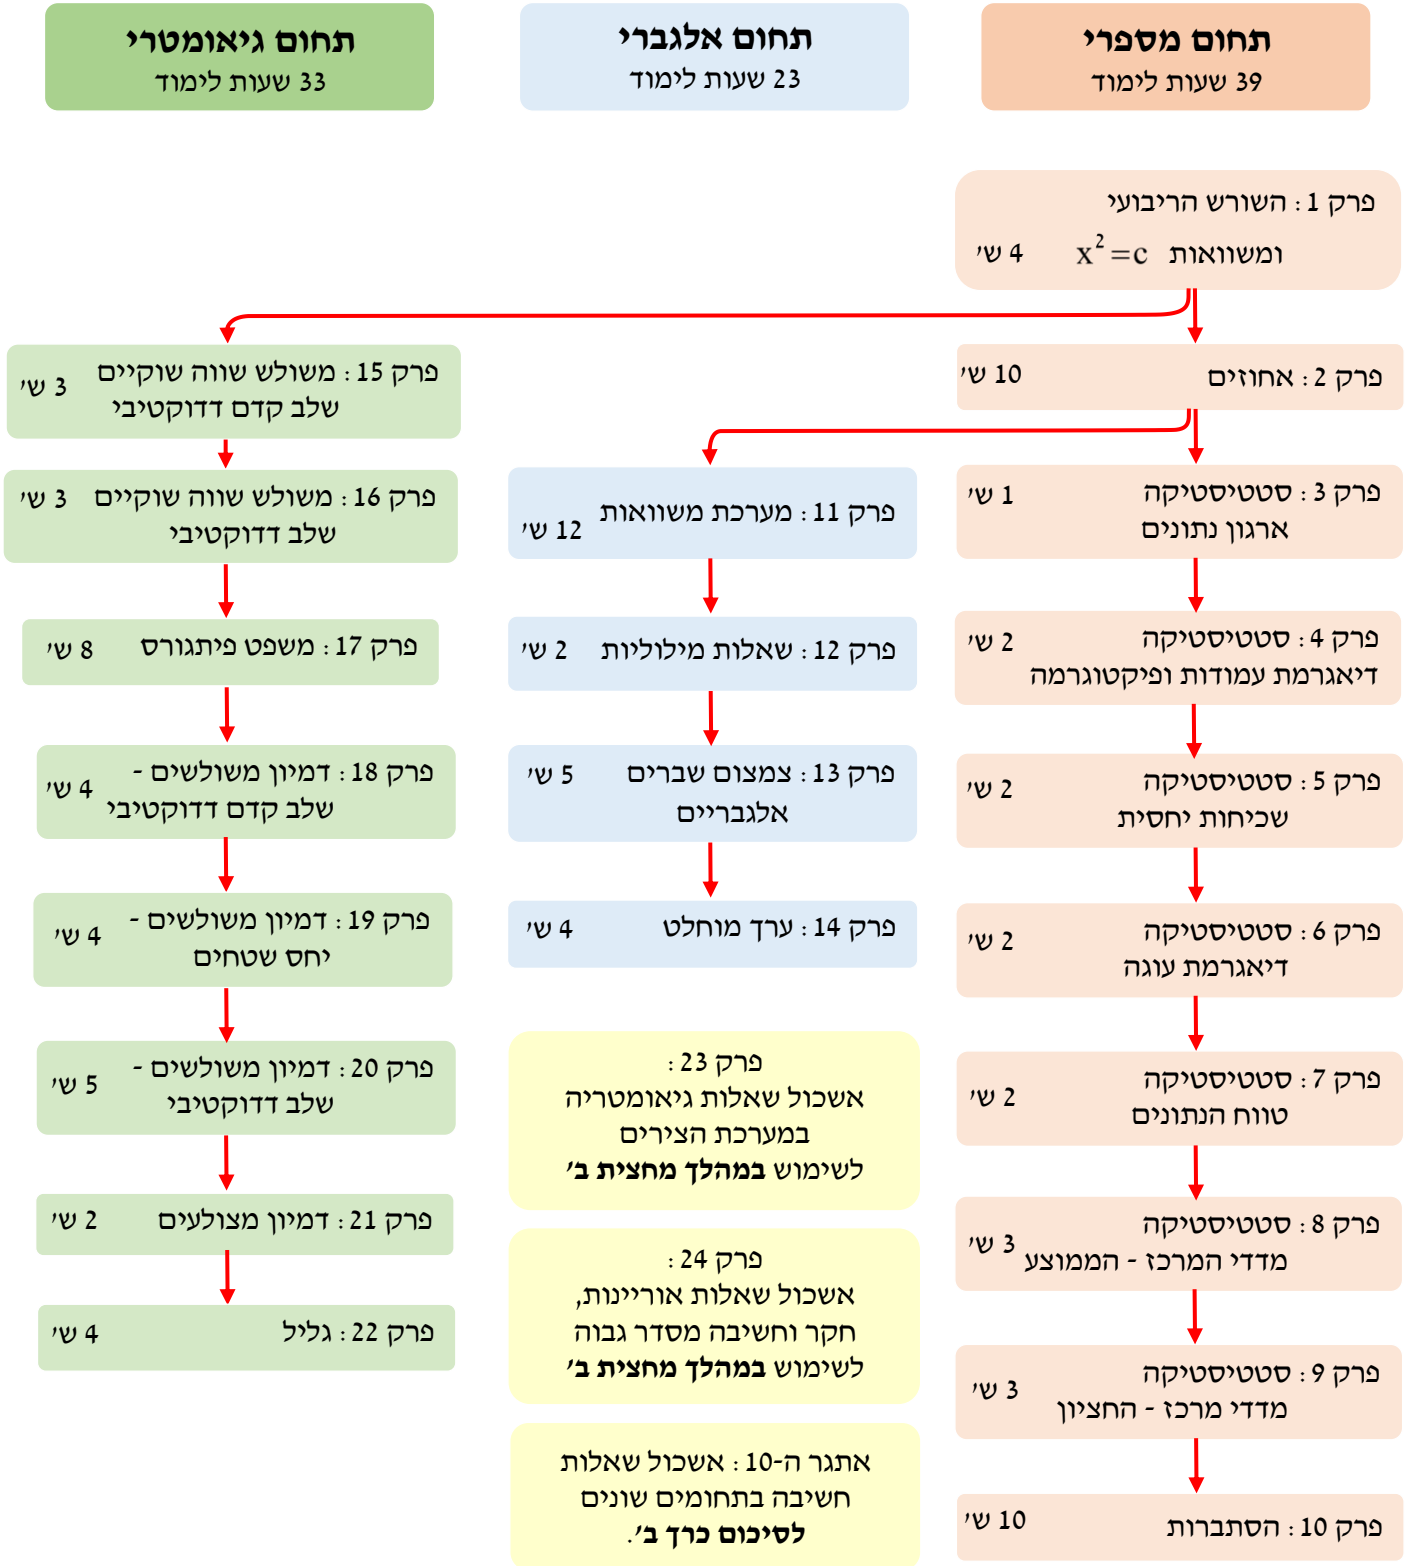 תחום מספרי
39 שעות לימוד
תחום אלגברי
23 שעות לימוד
תחום גיאומטרי
33 שעות לימוד
פרק 1: השורש הריבועי
ומשוואות x²=c 4 ש'
פרק 2: אחוזים 10 ש'
פרק 3: סטטיסטיקה 1 ש'
ארגון נתונים
פרק 4: סטטיסטיקה 2 ש'
דיאגרמת עמודות ופיקטוגרמה
פרק 5: סטטיסטיקה 2 ש'
שכיחות יחסית
פרק 6: סטטיסטיקה 2 ש'
דיאגרמת עוגה
פרק 7: סטטיסטיקה 2 ש'
טווח הנתונים
פרק 8: סטטיסטיקה 3 ש'
מדדי המרכז - הממוצע
פרק 9: סטטיסטיקה 3 ש'
מדדי מרכז - החציון
פרק 10: הסתברות 10 ש'
פרק 11: מערכת משוואות 12 ש'
פרק 12: שאלות מילוליות 2 ש'
פרק 13: צמצום שברים 5 ש'
אלגבריים
פרק 14: ערך מוחלט 4 ש'
פרק 23:
אשכול שאלות גיאומטריה
במערכת הצירים
לשימוש במהלך מחצית ב'
פרק 24:
אשכול שאלות אוריינות,
חקר וחשיבה מסדר גבוה
לשימוש במהלך מחצית ב'
אתגר ה-10: אשכול שאלות
חשיבה בתחומים שונים
לסיכום כרך ב'.
פרק 15: משולש שווה שוקיים 3 ש'
שלב קדם דדוקטיבי
פרק 16: משולש שווה שוקיים 3 ש'
שלב דדוקטיבי
פרק 17: משפט פיתגורס 8 ש'
פרק 18: דמיון משולשים - 4 ש'
שלב קדם דדוקטיבי
פרק 19: דמיון משולשים - 4 ש'
יחס שטחים
פרק 20: דמיון משולשים - 5 ש'
שלב דדוקטיבי
פרק 21: דמיון מצולעים 2 ש'
פרק 22: גליל 4 ש'